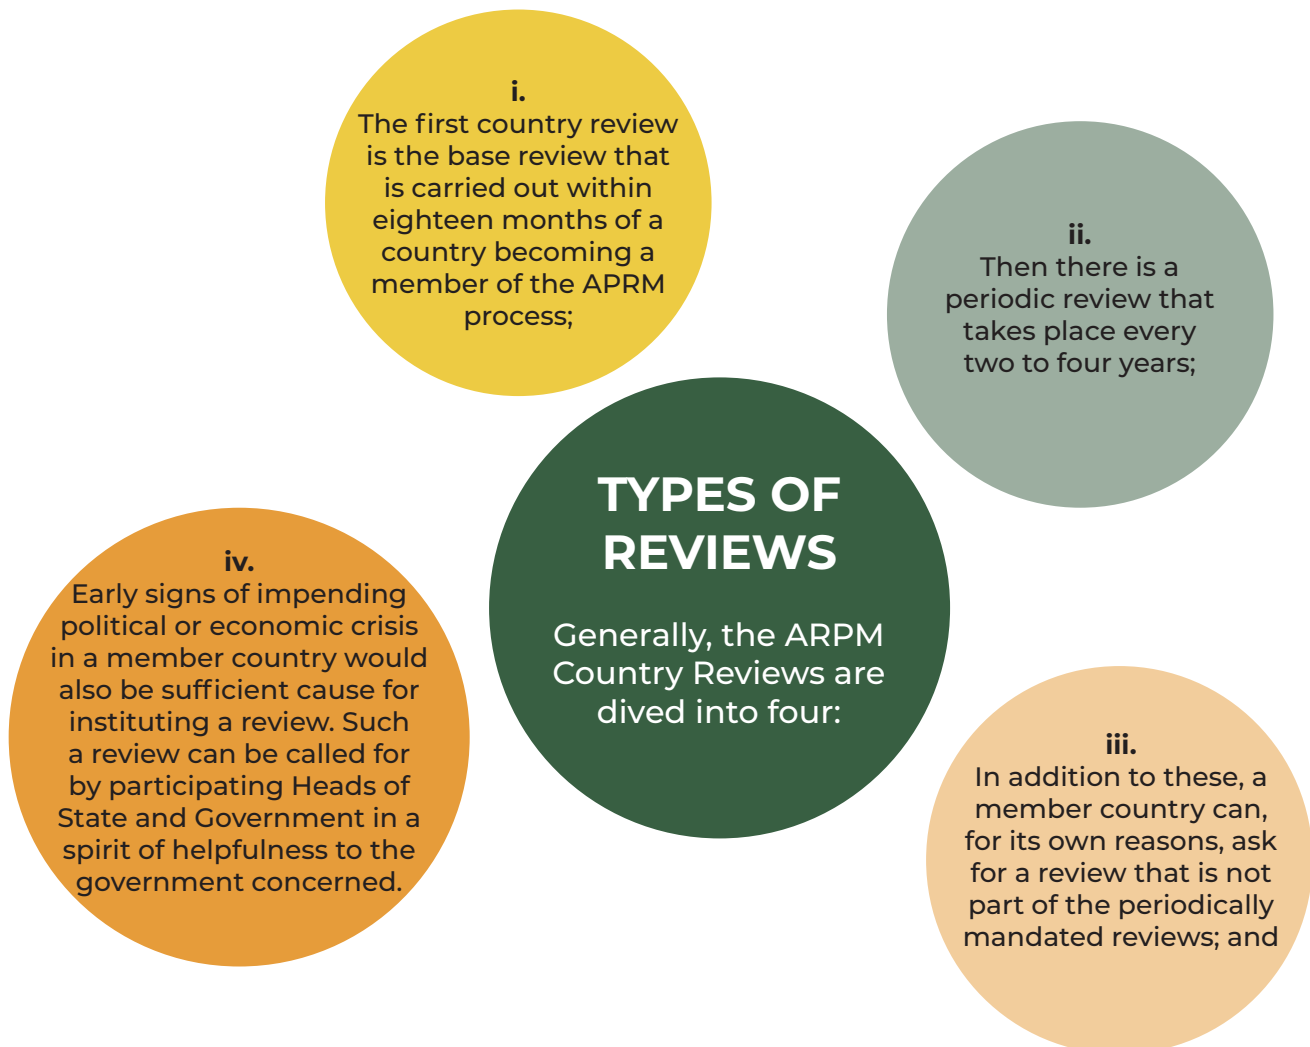 TYPES OF
REVIEWS
Generally, the ARPM
Country Reviews are
dived into four:
i.
The first country review
is the base review that
is carried out within
eighteen months of a
country becoming a
member of the APRM
process;
ii.
Then there is a
periodic review that
takes place every
two to four years;
iii.
In addition to these, a
member country can,
for its own reasons, ask
for a review that is not
part of the periodically
mandated reviews; and
iv.
Early signs of impending
political or economic crisis
in a member country would
also be sufficient cause for
instituting a review. Such
a review can be called for
by participating Heads of
State and Government in a
spirit of helpfulness to the
government concerned.